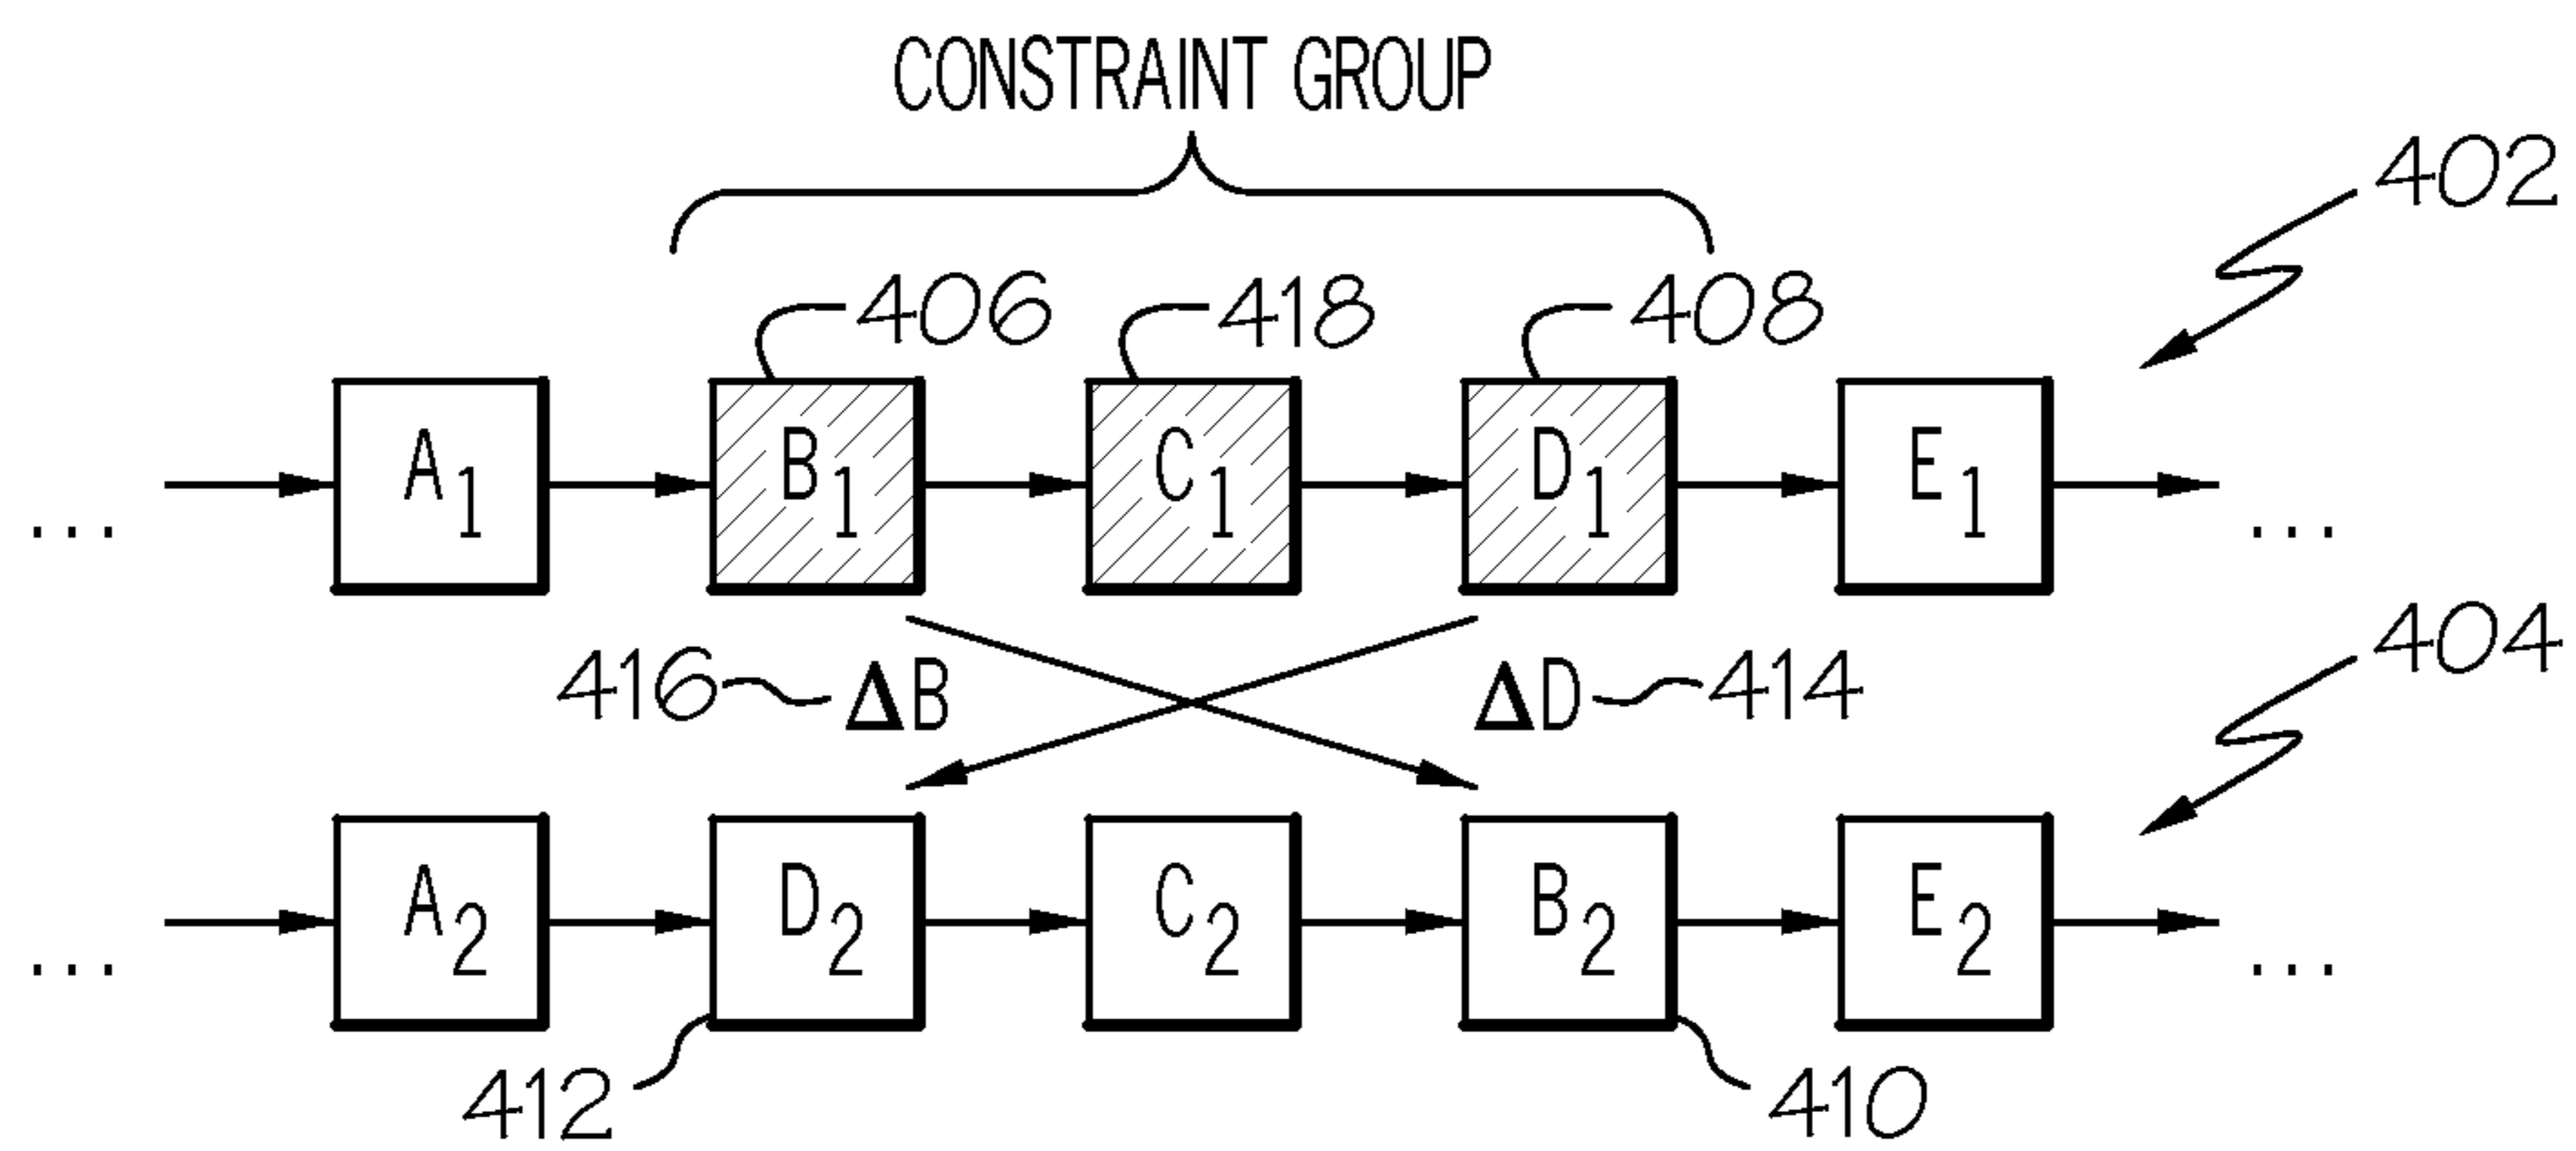 CONSTRAINT GROUP
402
406 418 408
... A1 B1 C1 D1 E1 ...
404
416 ΔB ΔD 414
... A2 D2 C2 B2 E2 ...
412 410